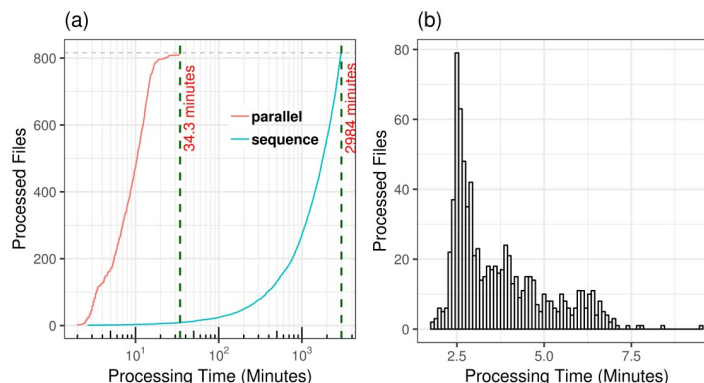 (a)
Processed Files
800
600
400
200
0
34.3 minutes
2984 minutes
parallel
sequence
10¹
10²
10³
Processing Time (Minutes)
(b)
Processed Files
80
60
40
20
0
2.5
5.0
7.5
Processing Time (Minutes)